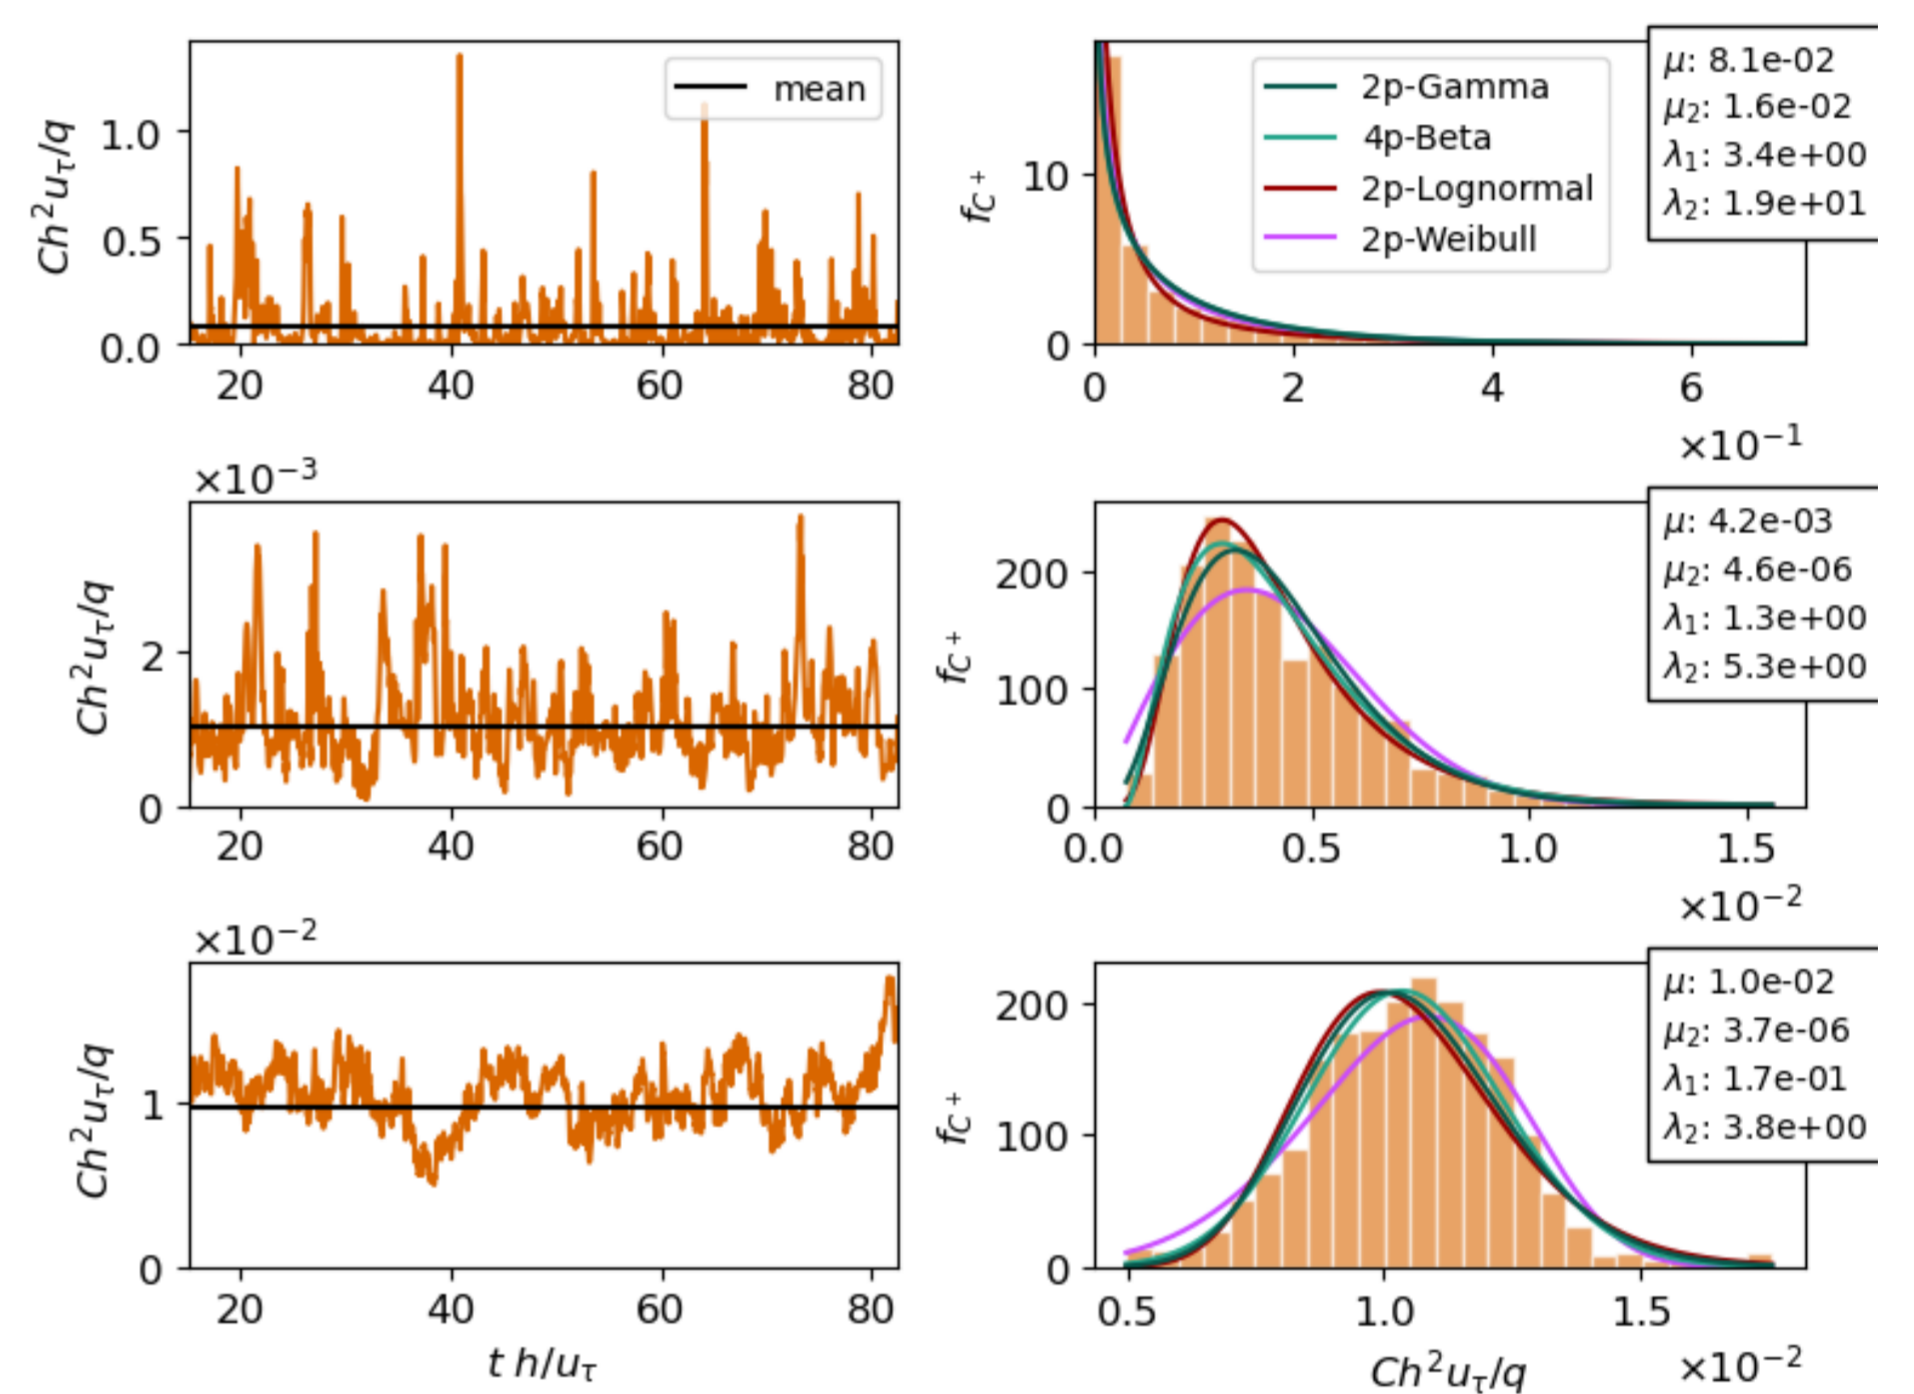 mean
Ch²u_τ/q
1.0
0.5
0.0
20 40 60 80
2p-Gamma
4p-Beta
2p-Lognormal
2p-Weibull
f_C⁺
10
0
0 2 4 6
×10⁻¹
μ: 8.1e-02
μ₂: 1.6e-02
λ₁: 3.4e+00
λ₂: 1.9e+01
×10⁻³
Ch²u_τ/q
2
0
20 40 60 80
f_C⁺
200
100
0
0.0 0.5 1.0 1.5
×10⁻²
μ: 4.2e-03
μ₂: 4.6e-06
λ₁: 1.3e+00
λ₂: 5.3e+00
×10⁻²
Ch²u_τ/q
1
0
20 40 60 80
t h/u_τ
f_C⁺
200
100
0
0.5 1.0 1.5
Ch²u_τ/q
×10⁻²
μ: 1.0e-02
μ₂: 3.7e-06
λ₁: 1.7e-01
λ₂: 3.8e+00